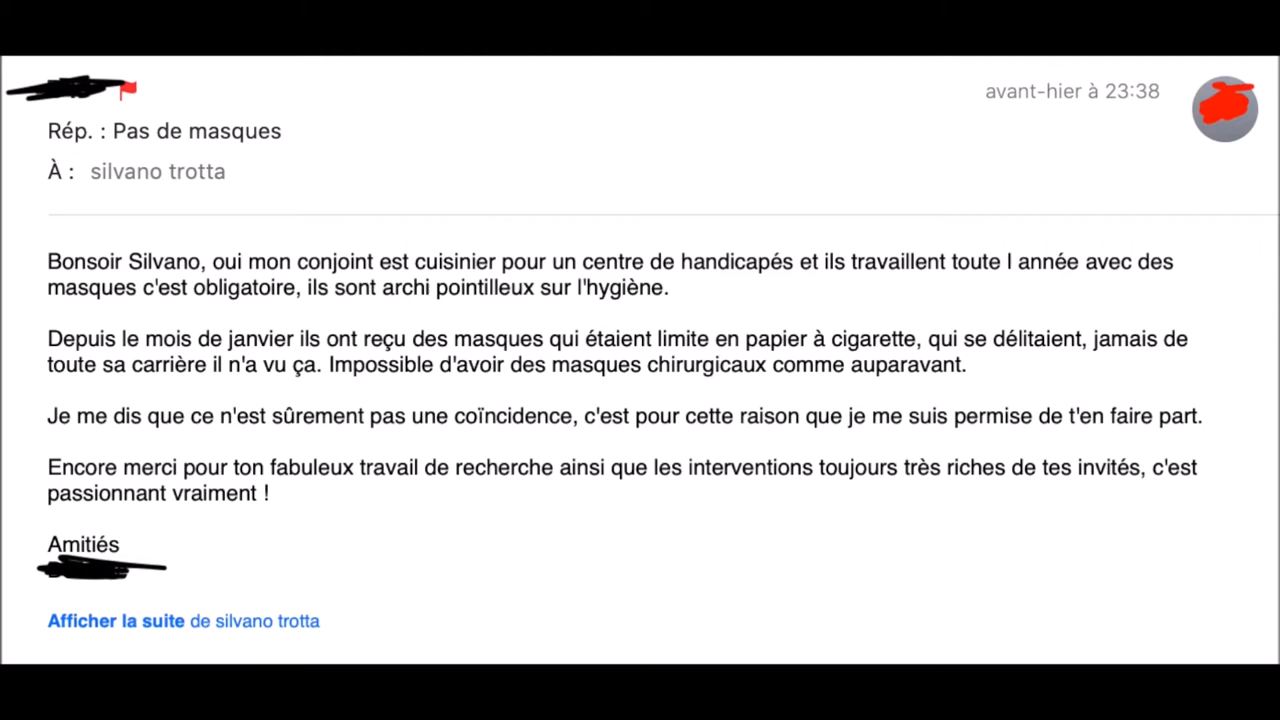 avant-hier à 23:38
Rép. : Pas de masques
À : silvano trotta
Bonsoir Silvano, oui mon conjoint est cuisinier pour un centre de handicapés et ils travaillent toute l année avec des
masques c'est obligatoire, ils sont archi pointilleux sur l'hygiène.
Depuis le mois de janvier ils ont reçu des masques qui étaient limite en papier à cigarette, qui se délitaient, jamais de
toute sa carrière il n'a vu ça. Impossible d'avoir des masques chirurgicaux comme auparavant.
Je me dis que ce n'est sûrement pas une coïncidence, c'est pour cette raison que je me suis permise de t'en faire part.
Encore merci pour ton fabuleux travail de recherche ainsi que les interventions toujours très riches de tes invités, c'est
passionnant vraiment !
Amitiés
Afficher la suite de silvano trotta